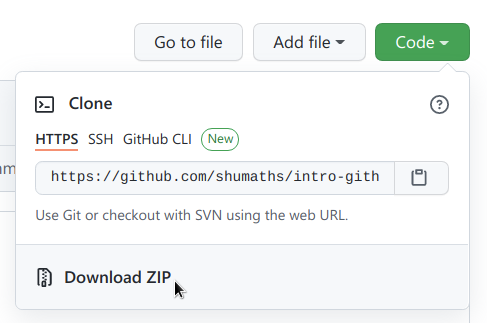 Go to file Add file Code
Clone
HTTPS SSH GitHub CLI New
https://github.com/shumaths/intro-gith
Use Git or checkout with SVN using the web URL.
Download ZIP